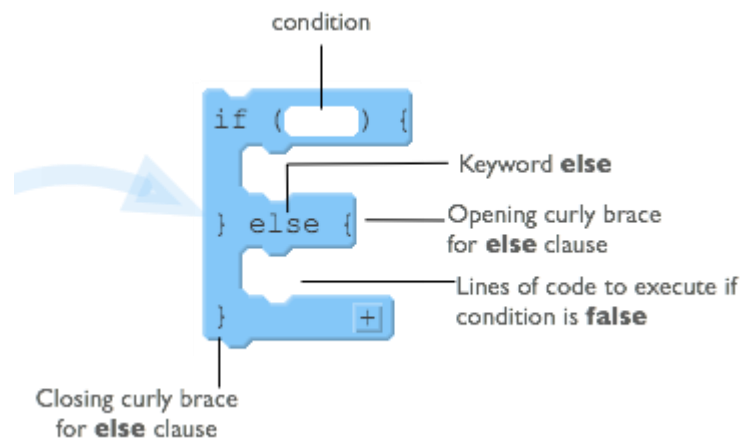 condition
if ( ) {
Keyword else
} else {
Opening curly brace
for else clause
Lines of code to execute if
condition is false
} +
Closing curly brace
for else clause